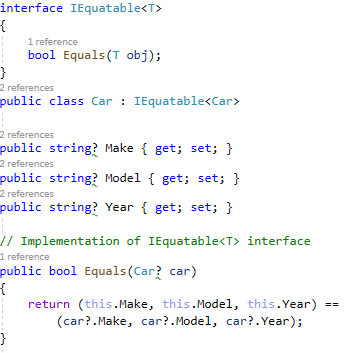 interface IEquatable<T>
{
1 reference
bool Equals(T obj);
}
2 references
public class Car : IEquatable<Car>
2 references
public string? Make { get; set; }
2 references
public string? Model { get; set; }
2 references
public string? Year { get; set; }
// Implementation of IEquatable<T> interface
1 reference
public bool Equals(Car? car)
{
return (this.Make, this.Model, this.Year) ==
(car?.Make, car?.Model, car?.Year);
}